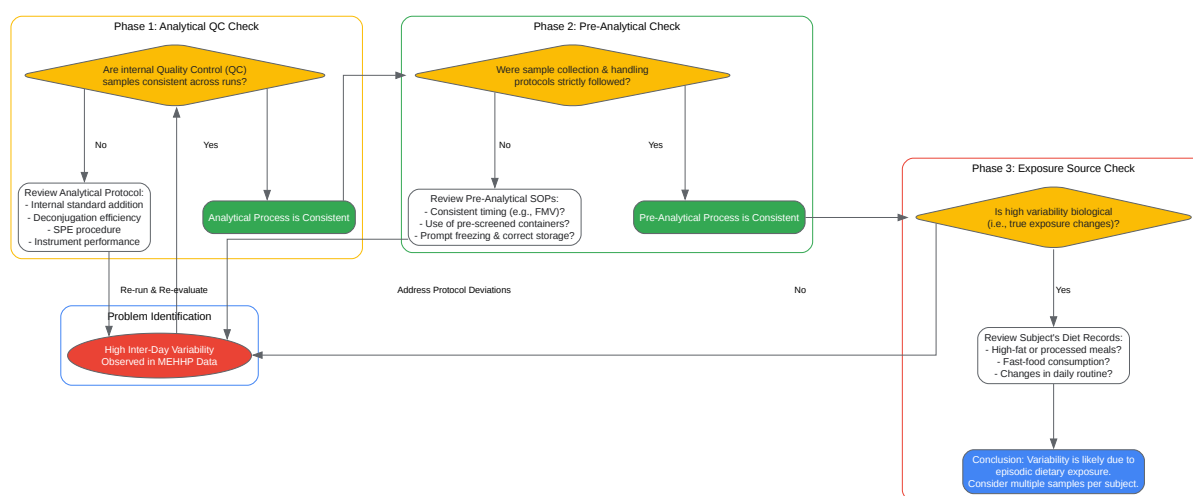 Phase 1: Analytical QC Check
Are internal Quality Control (QC)
samples consistent across runs?
No
Yes
Review Analytical Protocol:
- Internal standard addition
- Deconjugation efficiency
- SPE procedure
- Instrument performance
Analytical Process is Consistent
Phase 2: Pre-Analytical Check
Were sample collection & handling
protocols strictly followed?
No
Yes
Review Pre-Analytical SOPs:
- Consistent timing (e.g., FMV)?
- Use of pre-screened containers?
- Prompt freezing & correct storage?
Pre-Analytical Process is Consistent
Phase 3: Exposure Source Check
Is high variability biological
(i.e., true exposure changes)?
Re-run & Re-evaluate
Address Protocol Deviations
No
Yes
Problem Identification
High Inter-Day Variability
Observed in MEHHP Data
Review Subject's Diet Records:
- High-fat or processed meals?
- Fast-food consumption?
- Changes in daily routine?
Conclusion: Variability is likely due to
episodic dietary exposure.
Consider multiple samples per subject.